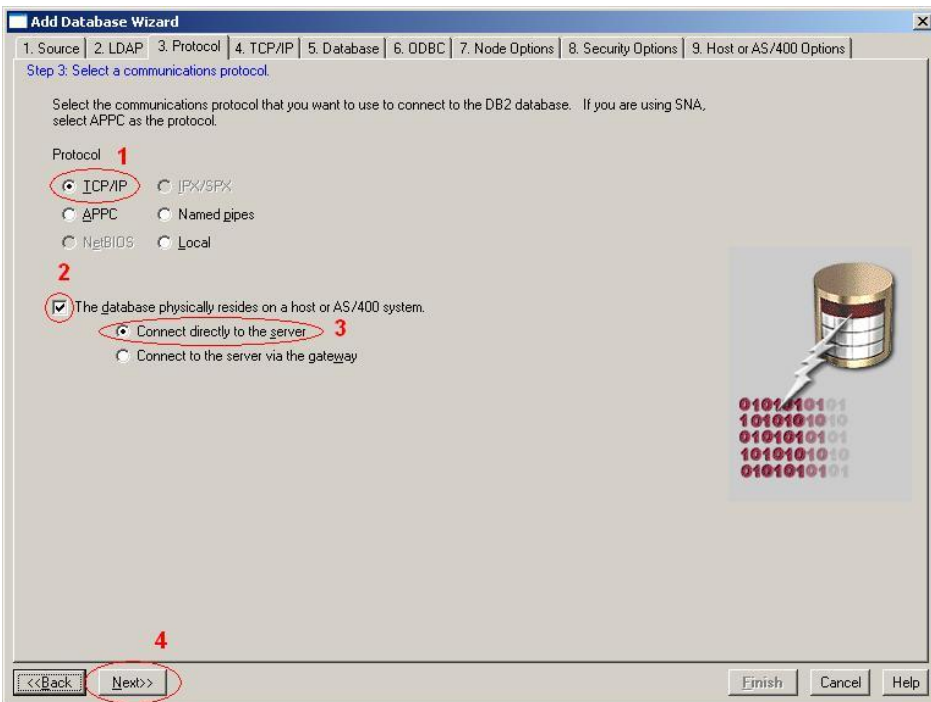 Add Database Wizard
1. Source 2. LDAP 3. Protocol 4. TCP/IP 5. Database 6. ODBC 7. Node Options 8. Security Options 9. Host or AS/400 Options
Step 3: Select a communications protocol.
Select the communications protocol that you want to use to connect to the DB2 database. If you are using SNA,
select APPC as the protocol.
Protocol 1
TCP/IP IPX/SPX
APPC Named pipes
NetBIOS Local
2
The database physically resides on a host or AS/400 system.
Connect directly to the server 3
Connect to the server via the gateway
0101010101
1010101010
0101010101
1010101010
0101010101
4
<<Back Next>> Finish Cancel Help